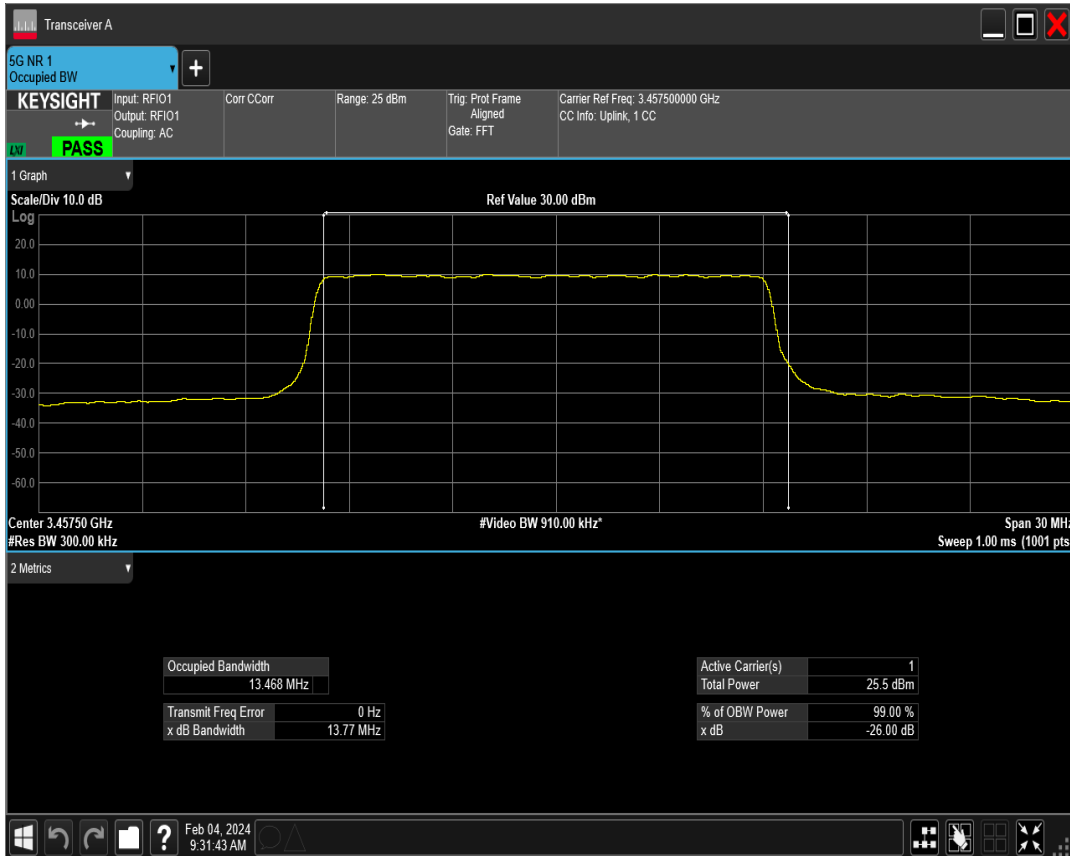 Transceiver A
5G NR 1
Occupied BW
+
KEYSIGHT
LXI
PASS
Input: RFIO1
Output: RFIO1
Coupling: AC
Corr CCorr
Range: 25 dBm
Trig: Prot Frame
Aligned
Gate: FFT
Carrier Ref Freq: 3.457500000 GHz
CC Info: Uplink, 1 CC
1 Graph
Scale/Div 10.0 dB
Ref Value 30.00 dBm
Log
20.0
10.0
0.00
-10.0
-20.0
-30.0
-40.0
-50.0
-60.0
Center 3.45750 GHz
#Video BW 910.00 kHz*
Span 30 MHz
#Res BW 300.00 kHz
Sweep 1.00 ms (1001 pts
2 Metrics
Occupied Bandwidth
13.468 MHz
Transmit Freq Error 0 Hz
x dB Bandwidth 13.77 MHz
Active Carrier(s) 1
Total Power 25.5 dBm
% of OBW Power 99.00 %
x dB -26.00 dB
?
Feb 04, 2024
9:31:43 AM